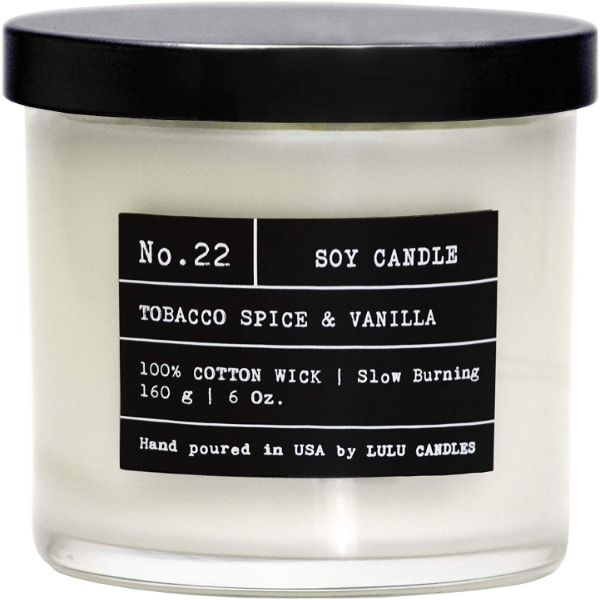 No.22
SOY CANDLE
TOBACCO SPICE & VANILLA
100% COTTON WICK | Slow Burning
160 g | 6 Oz.
Hand poured in USA by LULU CANDLES